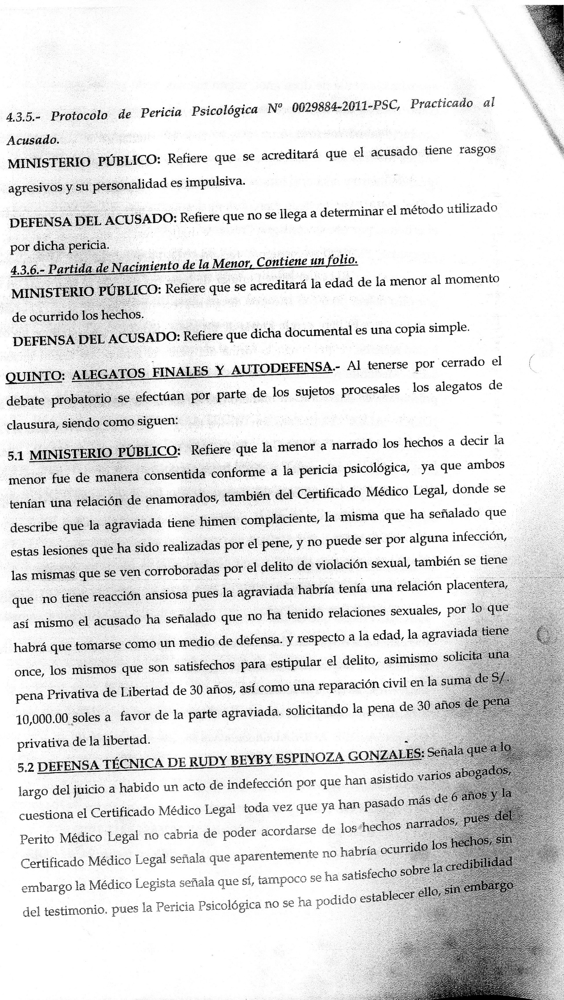 4.3.5.- Protocolo de Pericia Psicológica Nº 0029884-2011-PSC, Practicado al
Acusado.
MINISTERIO PÚBLICO: Refiere que se acreditará que el acusado tiene rasgos
agresivos y su personalidad es impulsiva.
DEFENSA DEL ACUSADO: Refiere que no se llega a determinar el método utilizado
por dicha pericia.
4.3.6.- Partida de Nacimiento de la Menor, Contiene un folio.
MINISTERIO PÚBLICO: Refiere que se acreditará la edad de la menor al momento
de ocurrido los hechos.
DEFENSA DEL ACUSADO: Refiere que dicha documental es una copia simple.
QUINTO: ALEGATOS FINALES Y AUTODEFENSA.- Al tenerse por cerrado el
debate probatorio se efectúan por parte de los sujetos procesales los alegatos de
clausura, siendo como siguen:
5.1 MINISTERIO PÚBLICO: Refiere que la menor a narrado los hechos a decir la
menor fue de manera consentida conforme a la pericia psicológica, ya que ambos
tenían una relación de enamorados, también del Certificado Médico Legal, donde se
describe que la agraviada tiene himen complaciente, la misma que ha señalado que
estas lesiones que ha sido realizadas por el pene, y no puede ser por alguna infección,
las mismas que se ven corroboradas por el delito de violación sexual, también se tiene
que no tiene reacción ansiosa pues la agraviada habría tenía una relación placentera,
así mismo el acusado ha señalado que no ha tenido relaciones sexuales, por lo que
habrá que tomarse como un medio de defensa. y respecto a la edad, la agraviada tiene
once, los mismos que son satisfechos para estipular el delito, asimismo solicita una
pena Privativa de Libertad de 30 años, así como una reparación civil en la suma de S/.
10,000.00 soles a favor de la parte agraviada. solicitando la pena de 30 años de pena
privativa de la libertad.
5.2 DEFENSA TÉCNICA DE RUDY BEYBY ESPINOZA GONZALES: Señala que a lo
largo del juicio a habido un acto de indefección por que han asistido varios abogados,
cuestiona el Certificado Médico Legal toda vez que ya han pasado más de 6 años y la
Perito Médico Legal no cabria de poder acordarse de los hechos narrados, pues del
Certificado Médico Legal señala que aparentemente no habría ocurrido los hechos, sin
embargo la Médico Legista señala que sí, tampoco se ha satisfecho sobre la credibilidad
del testimonio. pues la Pericia Psicológica no se ha podido establecer ello, sin embargo